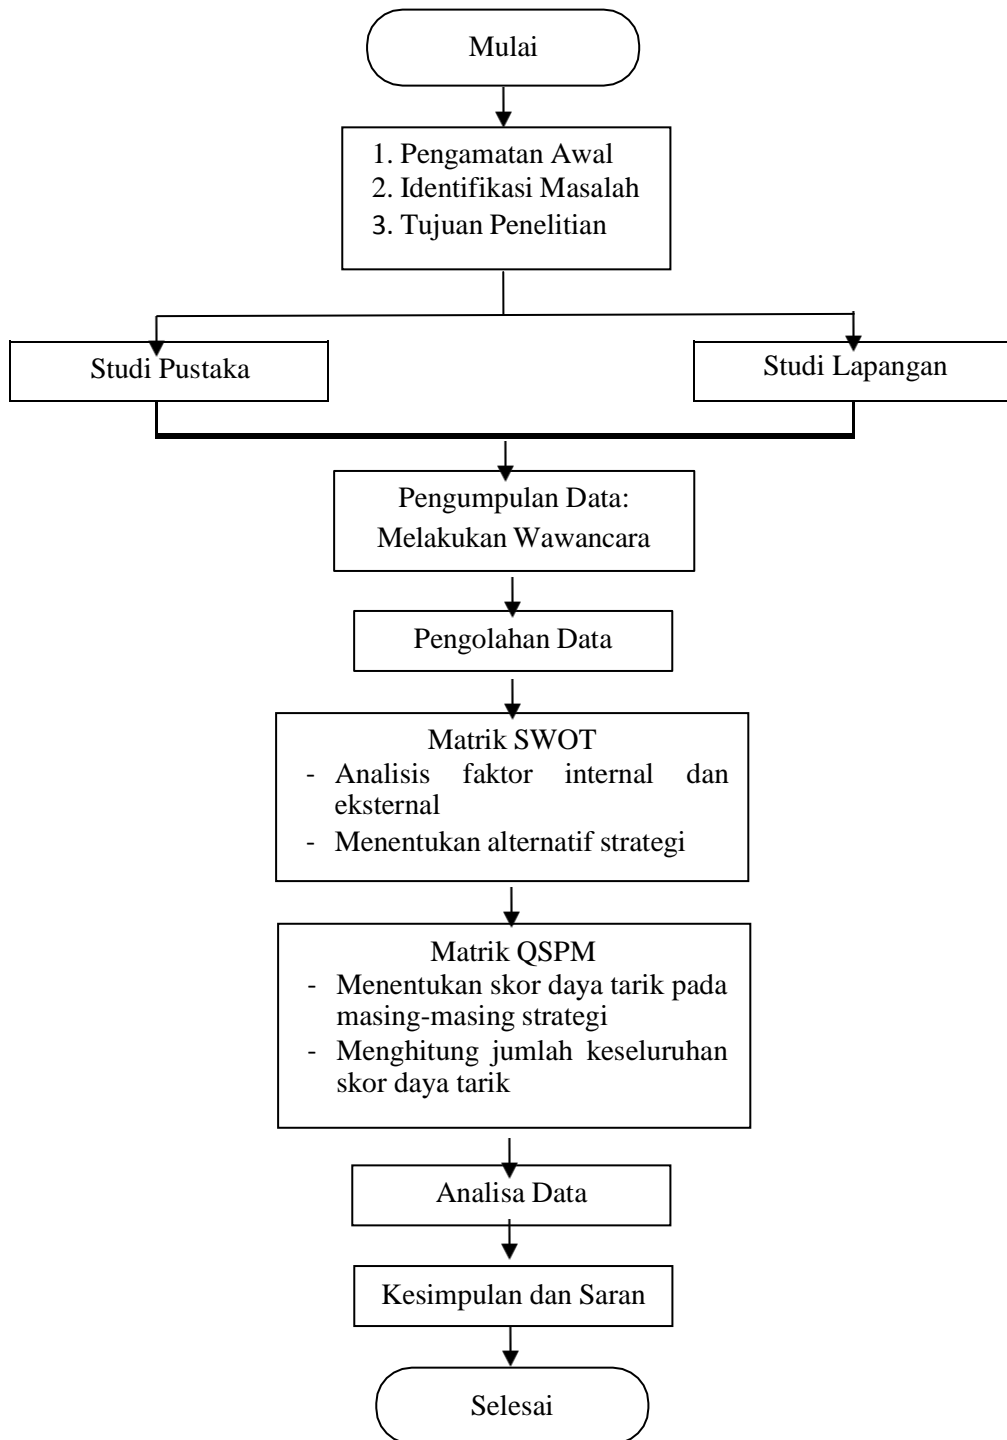 Mulai
1. Pengamatan Awal
2. Identifikasi Masalah
3. Tujuan Penelitian
Studi Pustaka
Studi Lapangan
Pengumpulan Data:
Melakukan Wawancara
Pengolahan Data
Matrik SWOT
- Analisis faktor internal dan
eksternal
- Menentukan alternatif strategi
Matrik QSPM
- Menentukan skor daya tarik pada
masing-masing strategi
- Menghitung jumlah keseluruhan
skor daya tarik
Analisa Data
Kesimpulan dan Saran
Selesai